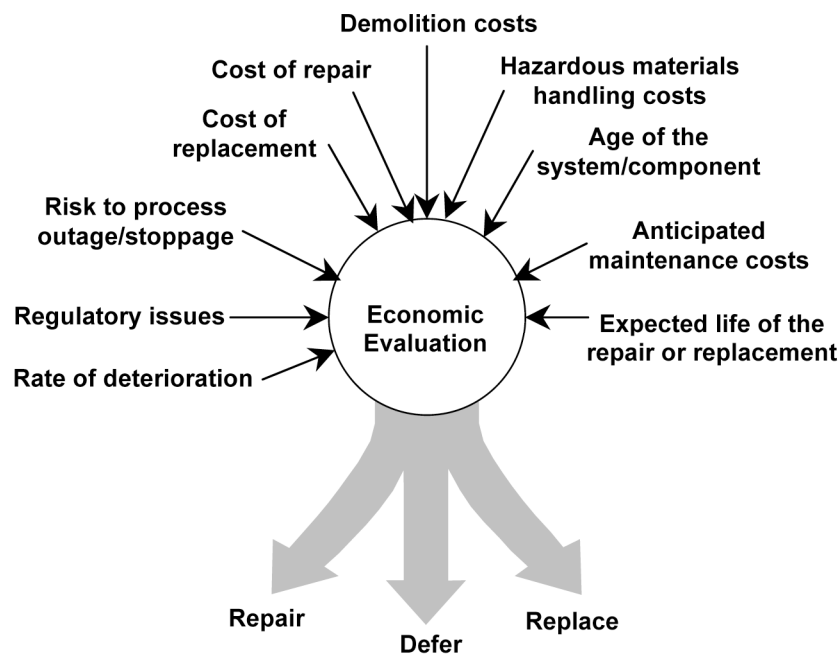 Demolition costs
Cost of repair
Hazardous materials
handling costs
Cost of
replacement
Age of the
system/component
Risk to process
outage/stoppage
Anticipated
maintenance costs
Regulatory issues
Economic
Evaluation
Expected life of the
repair or replacement
Rate of deterioration
Repair
Defer
Replace